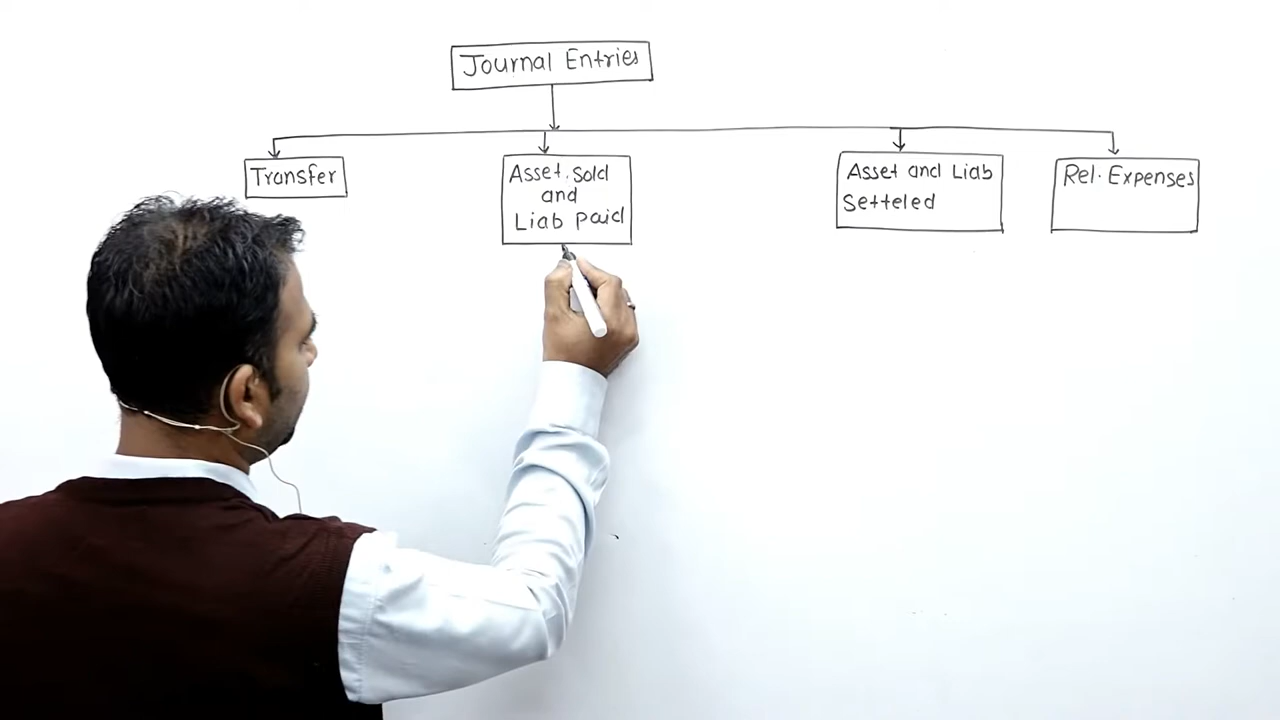 Journal Entries
Transfer
Asset. Sold
and
Liab paid
Asset and Liab
Setteled
Rel. Expenses